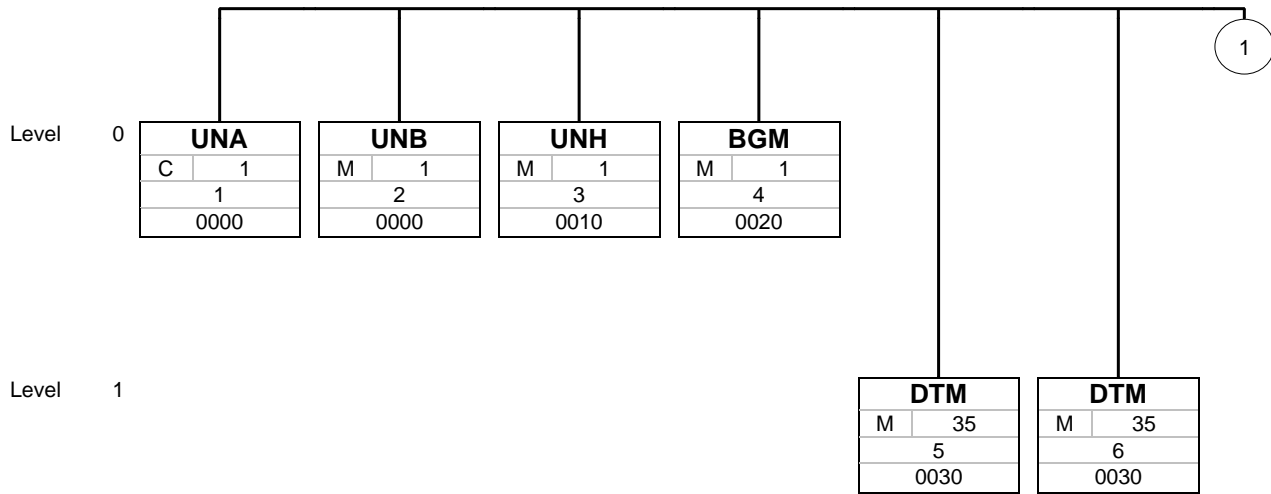 1
Level 0 UNA UNB UNH BGM
C 1 M 1 M 1 M 1
1 2 3 4
0000 0000 0010 0020
Level 1 DTM DTM
M 35 M 35
5 6
0030 0030